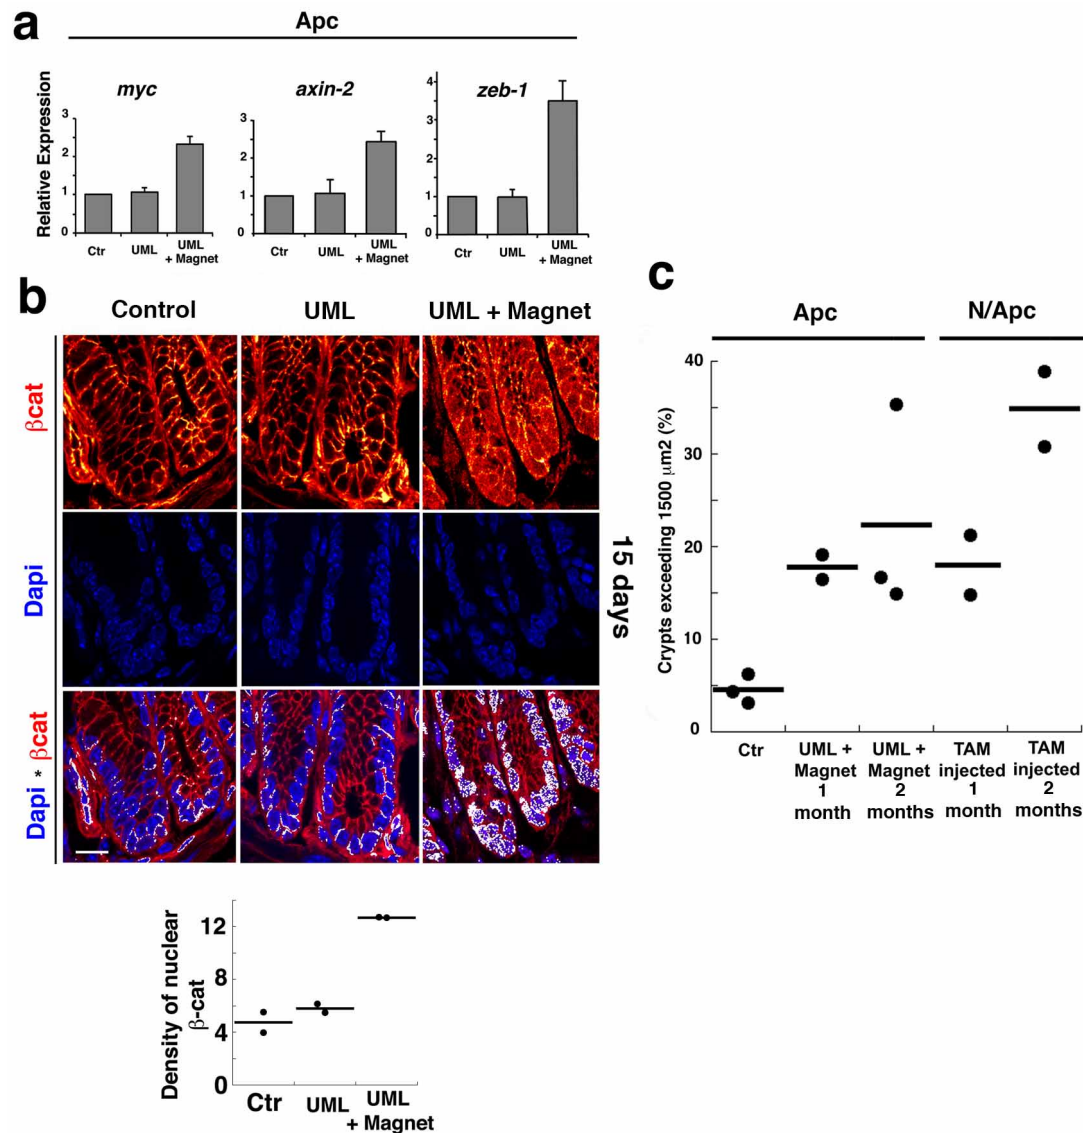 a
Apc
myc
axin-2
zeb-1
Relative Expression
3
2
1
0
3
2
1
0
4
3
2
1
0
Ctr
UML
UML
+ Magnet
Ctr
UML
UML
+ Magnet
Ctr
UML
UML
+ Magnet
b
Control
UML
UML + Magnet
βcat
Dapi
Dapi * βcat
15 days
Density of nuclear
β-cat
12
8
4
0
Ctr
UML
UML
+ Magnet
c
Apc
N/Apc
Crypts exceeding 1500 μm2 (%)
40
30
20
10
0
Ctr
UML +
Magnet
1
month
UML +
Magnet
2
months
TAM
injected
1
month
TAM
injected
2
months